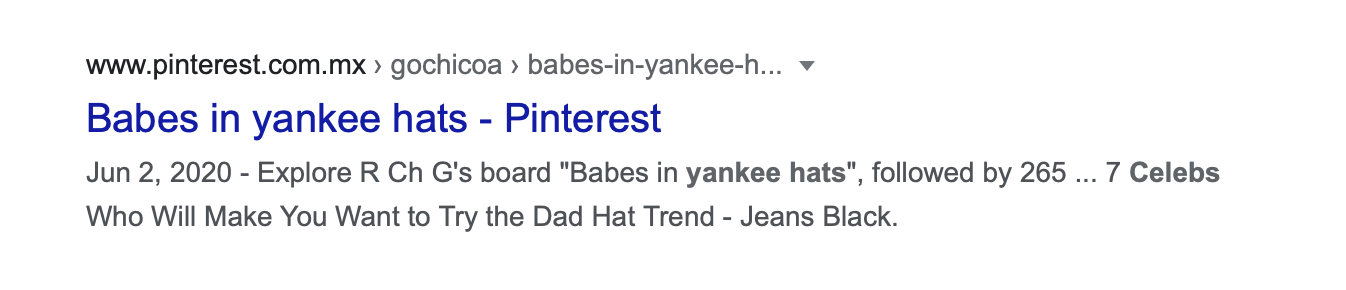 www.pinterest.com.mx › gochicoa › babes-in-yankee-h...
Babes in yankee hats - Pinterest
Jun 2, 2020 - Explore R Ch G's board "Babes in yankee hats", followed by 265 ... 7 Celebs
Who Will Make You Want to Try the Dad Hat Trend - Jeans Black.